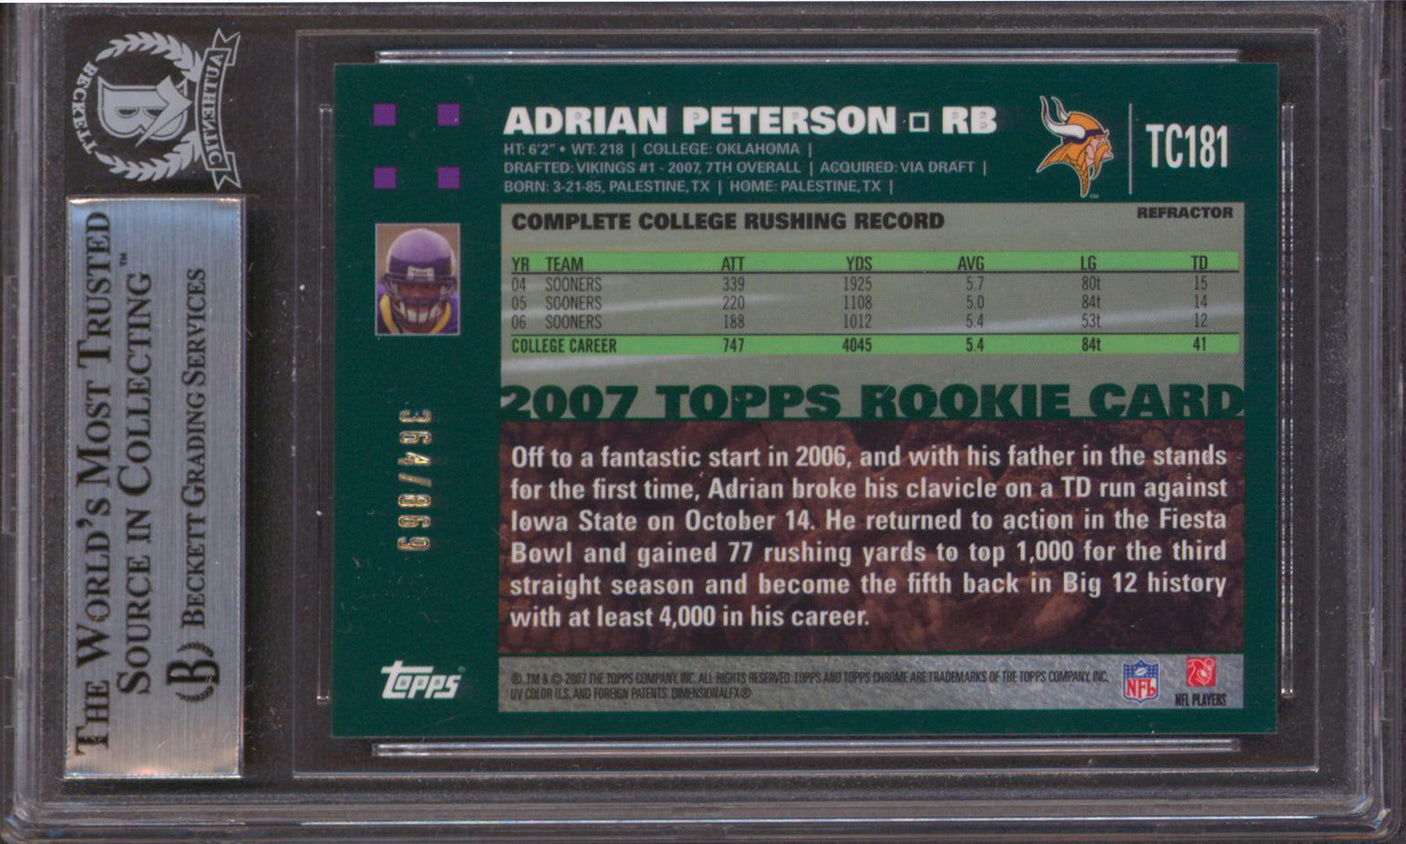 BECKETT AUTHENTIC
B
THE WORLD'S MOST TRUSTED
SOURCE IN COLLECTING™
BECKETT GRADING SERVICES
ADRIAN PETERSON □ RB
HT: 6'2" • WT: 218 | COLLEGE: OKLAHOMA |
DRAFTED: VIKINGS #1 - 2007, 7TH OVERALL | ACQUIRED: VIA DRAFT |
BORN: 3-21-85, PALESTINE, TX | HOME: PALESTINE, TX |
TC181
COMPLETE COLLEGE RUSHING RECORD
REFRACTOR
YR TEAM ATT YDS AVG LG TD
04 SOONERS 339 1925 5.7 80t 15
05 SOONERS 220 1108 5.0 84t 14
06 SOONERS 188 1012 5.4 53t 12
COLLEGE CAREER 747 4045 5.4 84t 41
2007 TOPPS ROOKIE CARD
364/869
Off to a fantastic start in 2006, and with his father in the stands
for the first time, Adrian broke his clavicle on a TD run against
Iowa State on October 14. He returned to action in the Fiesta
Bowl and gained 77 rushing yards to top 1,000 for the third
straight season and become the fifth back in Big 12 history
with at least 4,000 in his career.
Topps®
®, TM & © 2007 THE TOPPS COMPANY, INC. ALL RIGHTS RESERVED. TOPPS AND TOPPS CHROME ARE TRADEMARKS OF THE TOPPS COMPANY, INC.
UV COLOR U.S. AND FOREIGN PATENTS. DIMENSIONALFX®
NFL
NFL PLAYERS